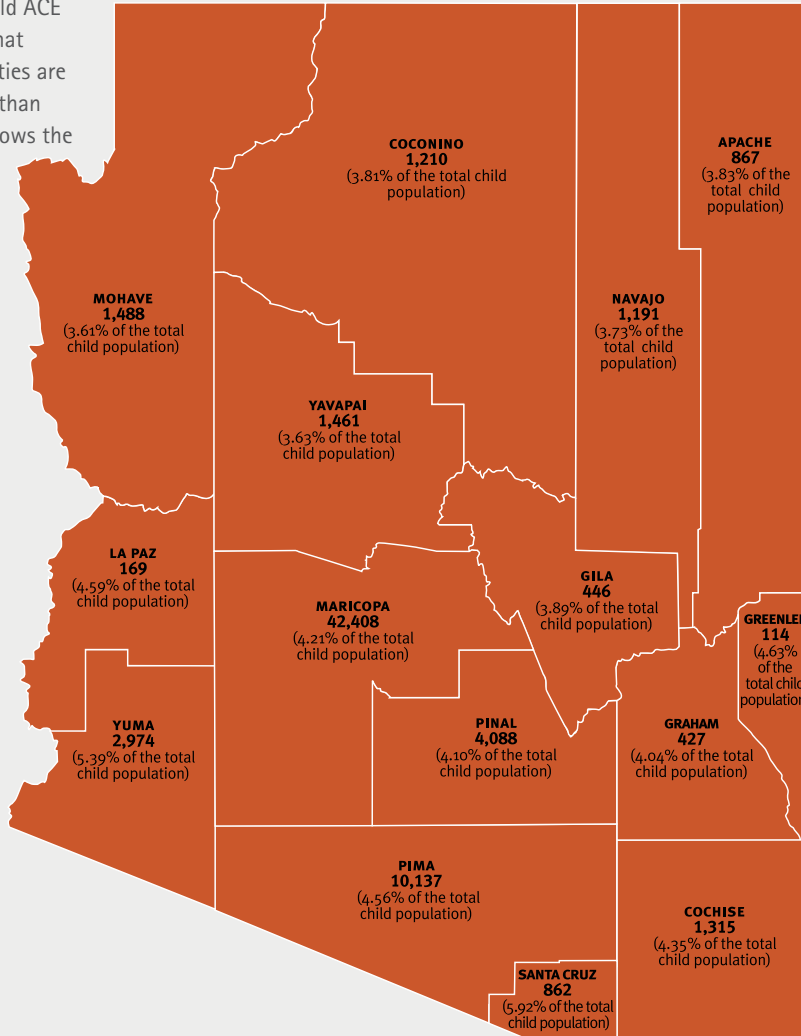 ld ACE
hat
ties are
than
ows the
COCONINO
1,210
(3.81% of the total child
population)
APACHE
867
(3.83% of the
total child
population)
MOHAVE
1,488
(3.61% of the total
child population)
NAVAJO
1,191
(3.73% of the
total child
population)
YAVAPAI
1,461
(3.63% of the total
child population)
LA PAZ
169
(4.59% of the total
child population)
MARICOPA
42,408
(4.21% of the total
child population)
GILA
446
(3.89% of the total
child population)
GREENLEE
114
(4.63%
of the
total child
population)
YUMA
2,974
(5.39% of the total
child population)
PINAL
4,088
(4.10% of the total
child population)
GRAHAM
427
(4.04% of the total
child population)
PIMA
10,137
(4.56% of the total
child population)
COCHISE
1,315
(4.35% of the total
child population)
SANTA CRUZ
862
(5.92% of the total
child population)